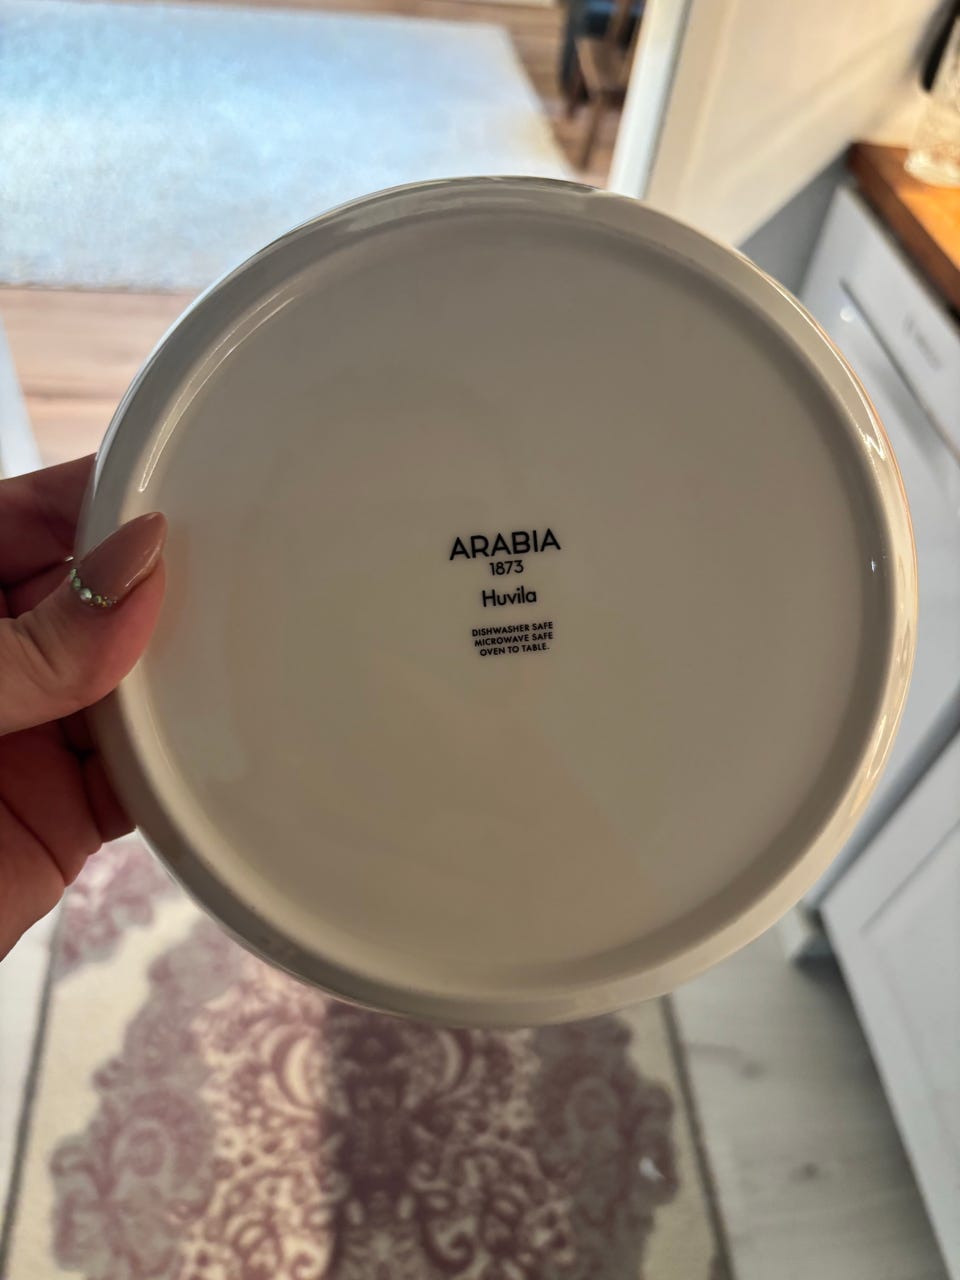 ARABIA
1873
Huvila
DISHWASHER SAFE
MICROWAVE SAFE
OVEN TO TABLE.